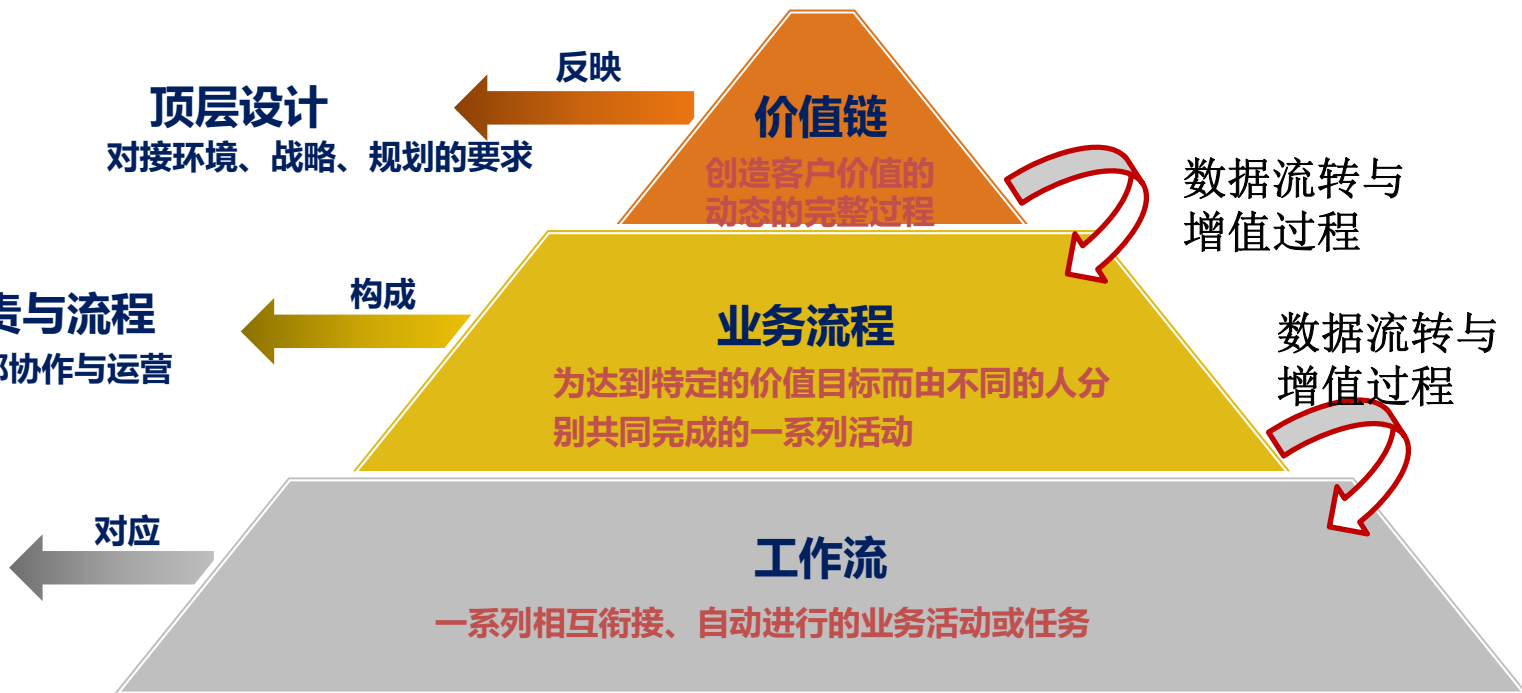 反映
顶层设计
对接环境、战略、规划的要求
价值链
创造客户价值的
动态的完整过程
数据流转与
增值过程
构成
责与流程
部协作与运营
业务流程
为达到特定的价值目标而由不同的人分
别共同完成的一系列活动
数据流转与
增值过程
对应
工作流
一系列相互衔接、自动进行的业务活动或任务